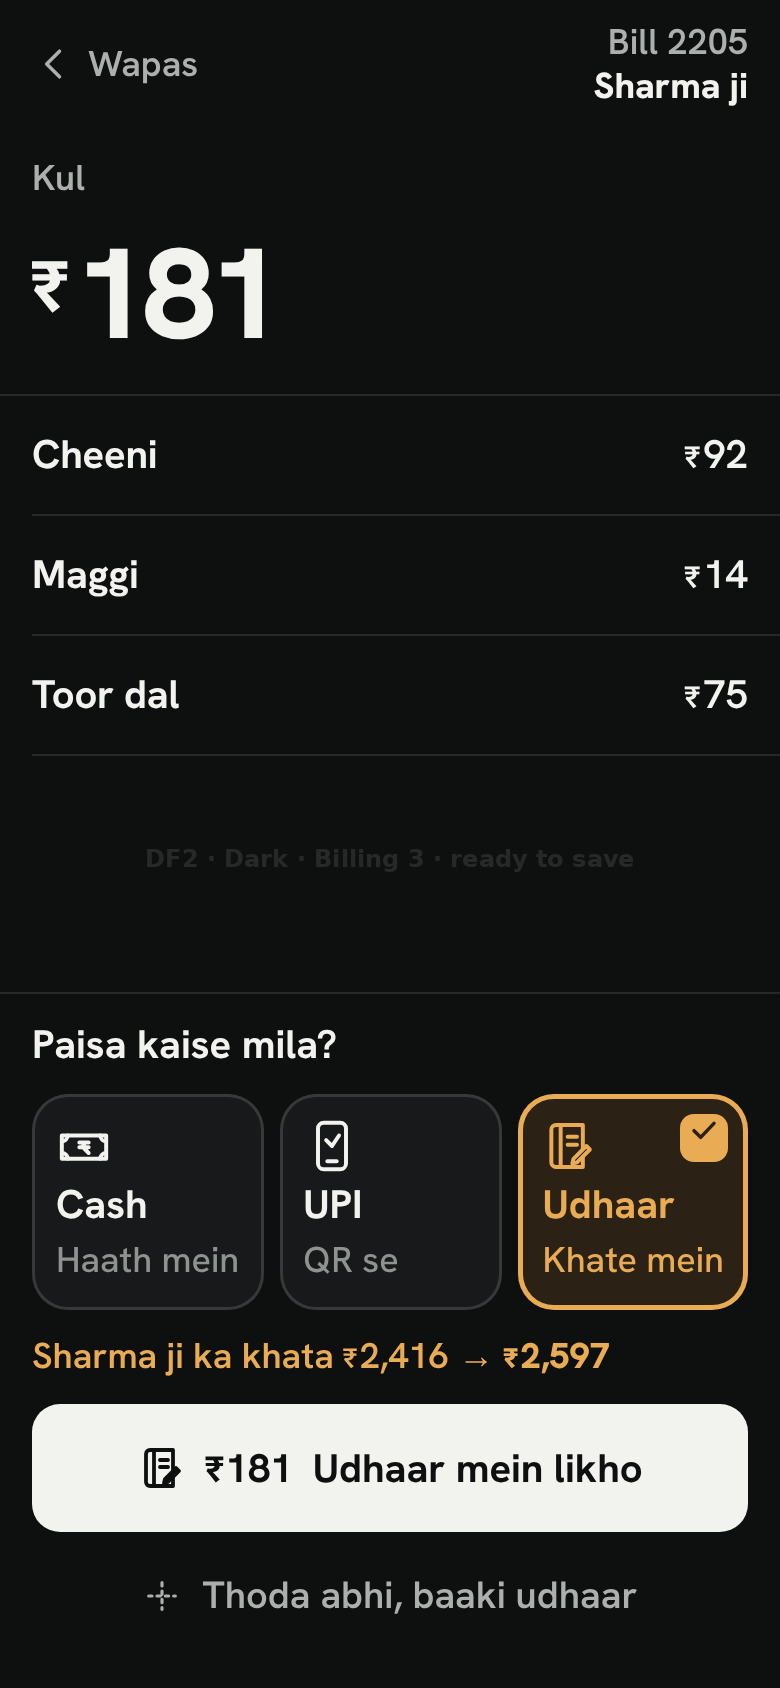 Wapas
Bill 2205
Sharma ji
Kul
₹181
Cheeni ₹92
Maggi ₹14
Toor dal ₹75
DF2 · Dark · Billing 3 · ready to save
Paisa kaise mila?
Cash
Haath mein
UPI
QR se
Udhaar
Khate mein
Sharma ji ka khata ₹2,416 → ₹2,597
₹181 Udhaar mein likho
Thoda abhi, baaki udhaar